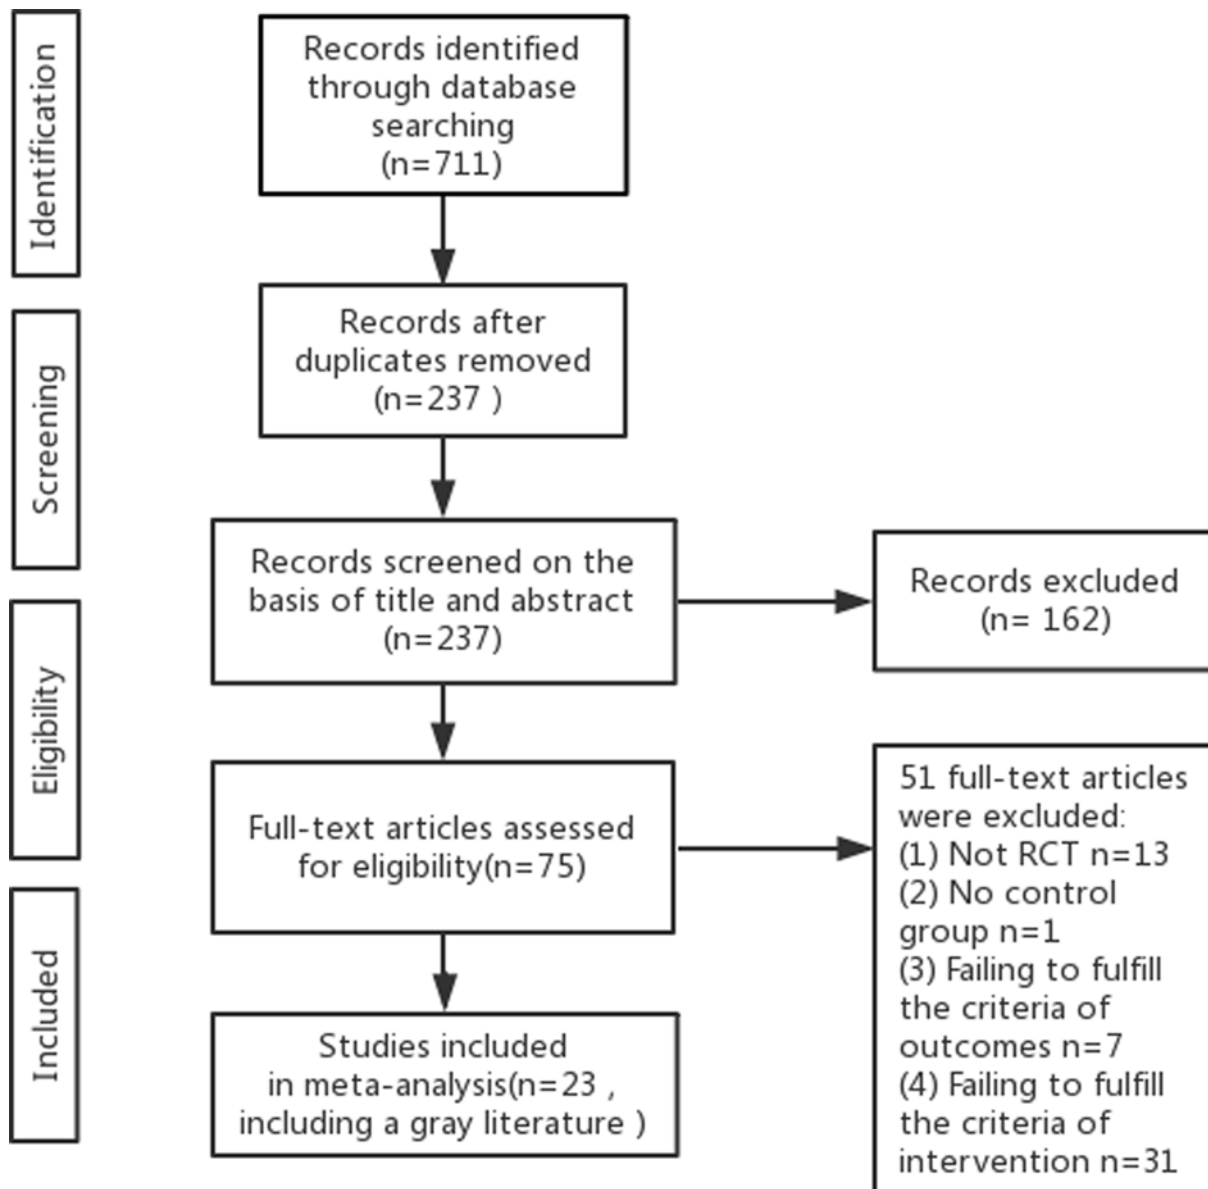 Identification
Records identified
through database
searching
(n=711)
Screening
Records after
duplicates removed
(n=237 )
Records screened on the
basis of title and abstract
(n=237)
Records excluded
(n= 162)
Eligibility
Full-text articles assessed
for eligibility(n=75)
51 full-text articles
were excluded:
(1) Not RCT n=13
(2) No control
group n=1
(3) Failing to fulfill
the criteria of
outcomes n=7
(4) Failing to fulfill
the criteria of
intervention n=31
Included
Studies included
in meta-analysis(n=23 ,
including a gray literature )